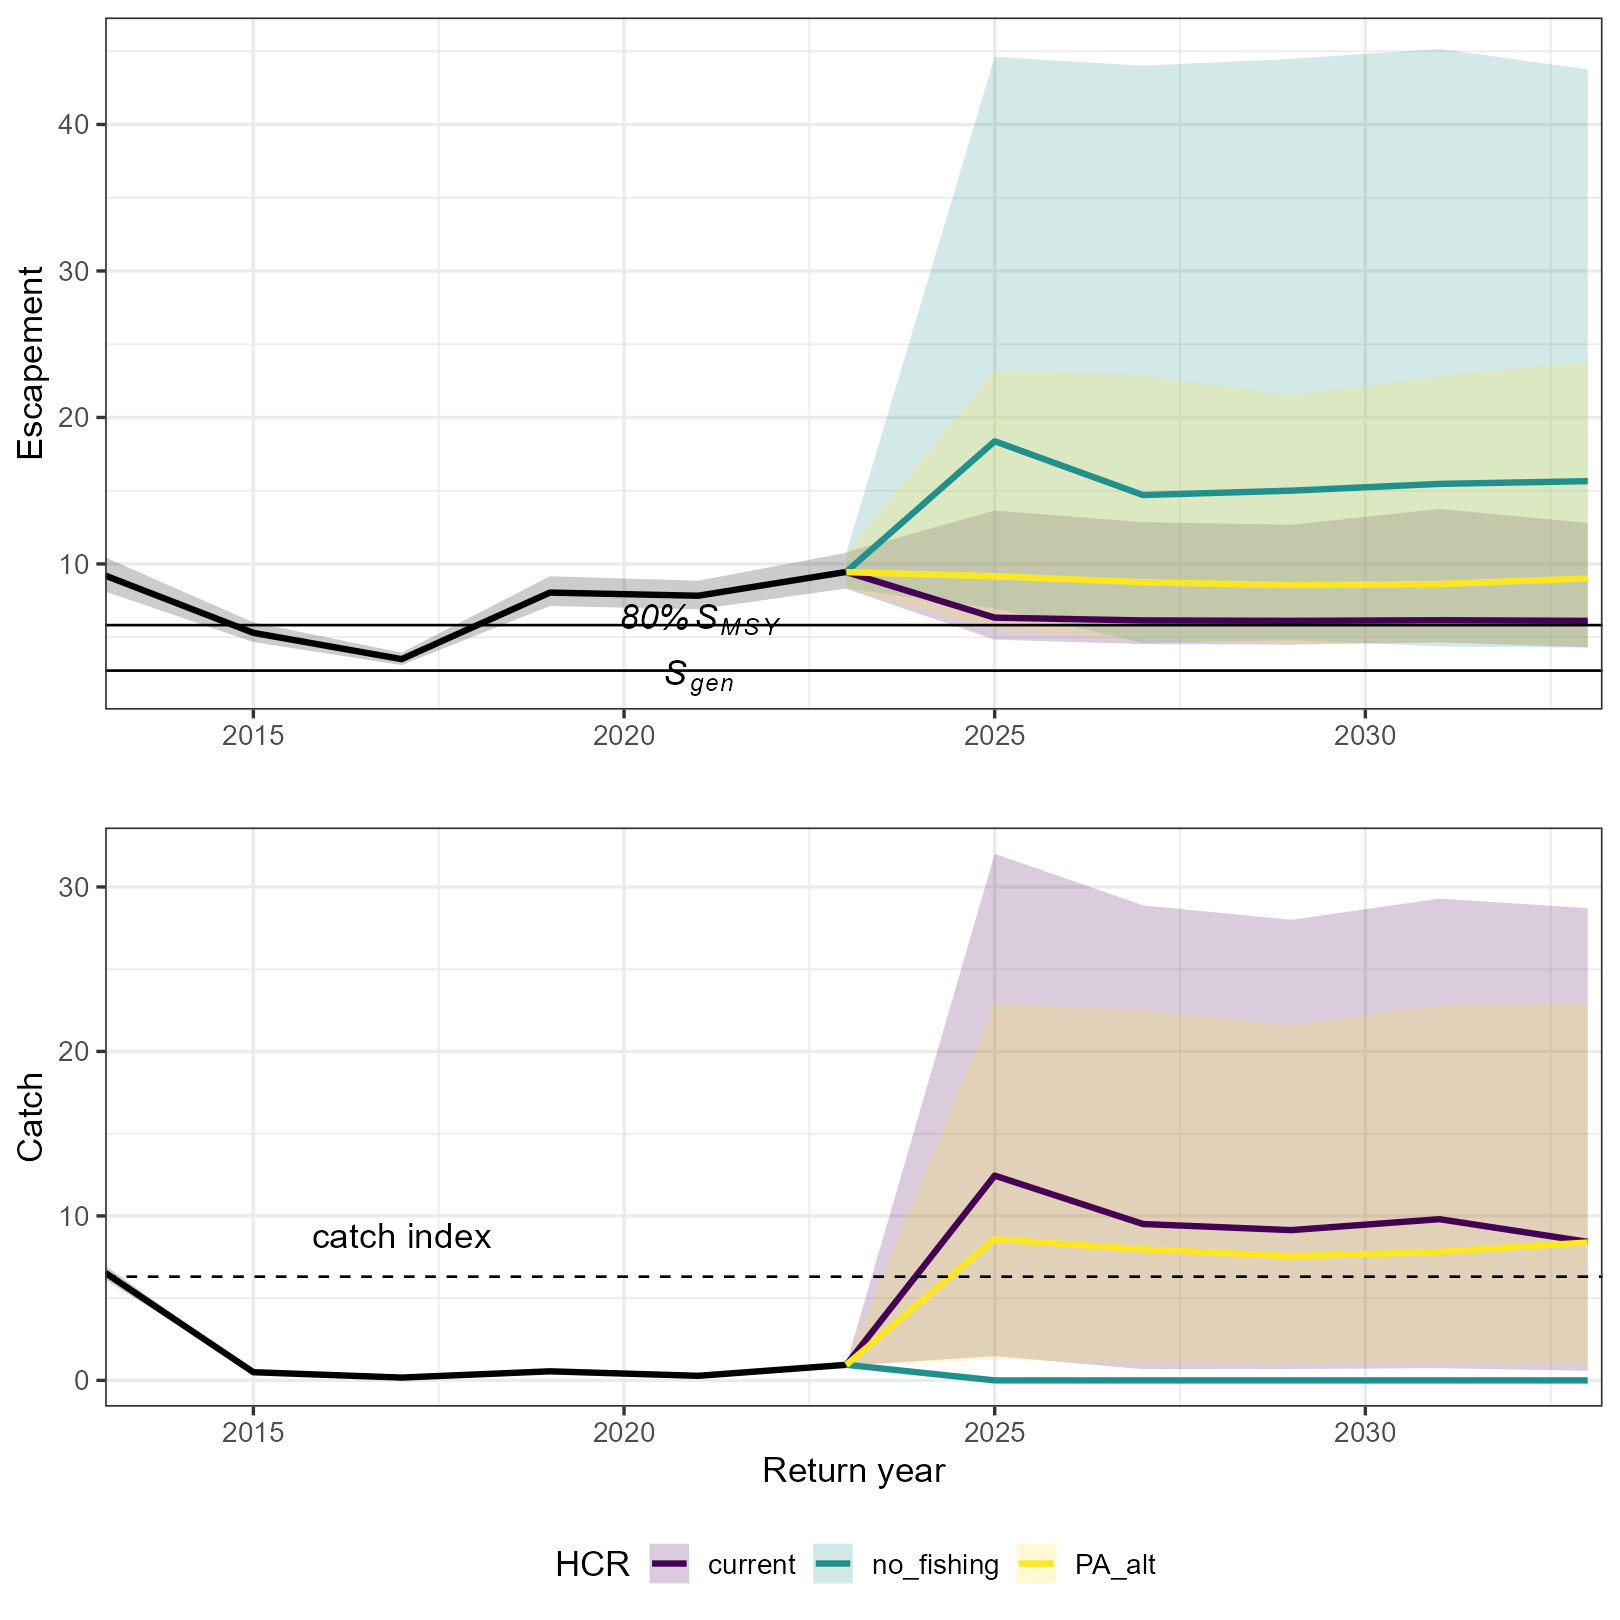 Escapement
40
30
20
10
80% S_MSY
S_gen
2015 2020 2025 2030
Catch
30
20
10
0
catch index
2015 2020 2025 2030
Return year
HCR current no_fishing PA_alt